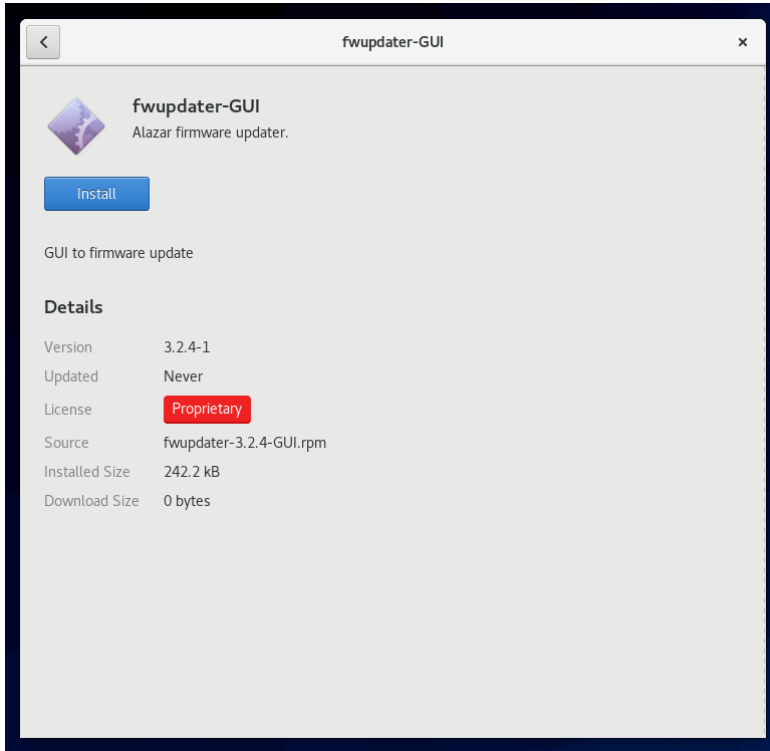 fwupdater-GUI
fwupdater-GUI
Alazar firmware updater.
Install
GUI to firmware update
Details
Version 3.2.4-1
Updated Never
License Proprietary
Source fwupdater-3.2.4-GUI.rpm
Installed Size 242.2 kB
Download Size 0 bytes